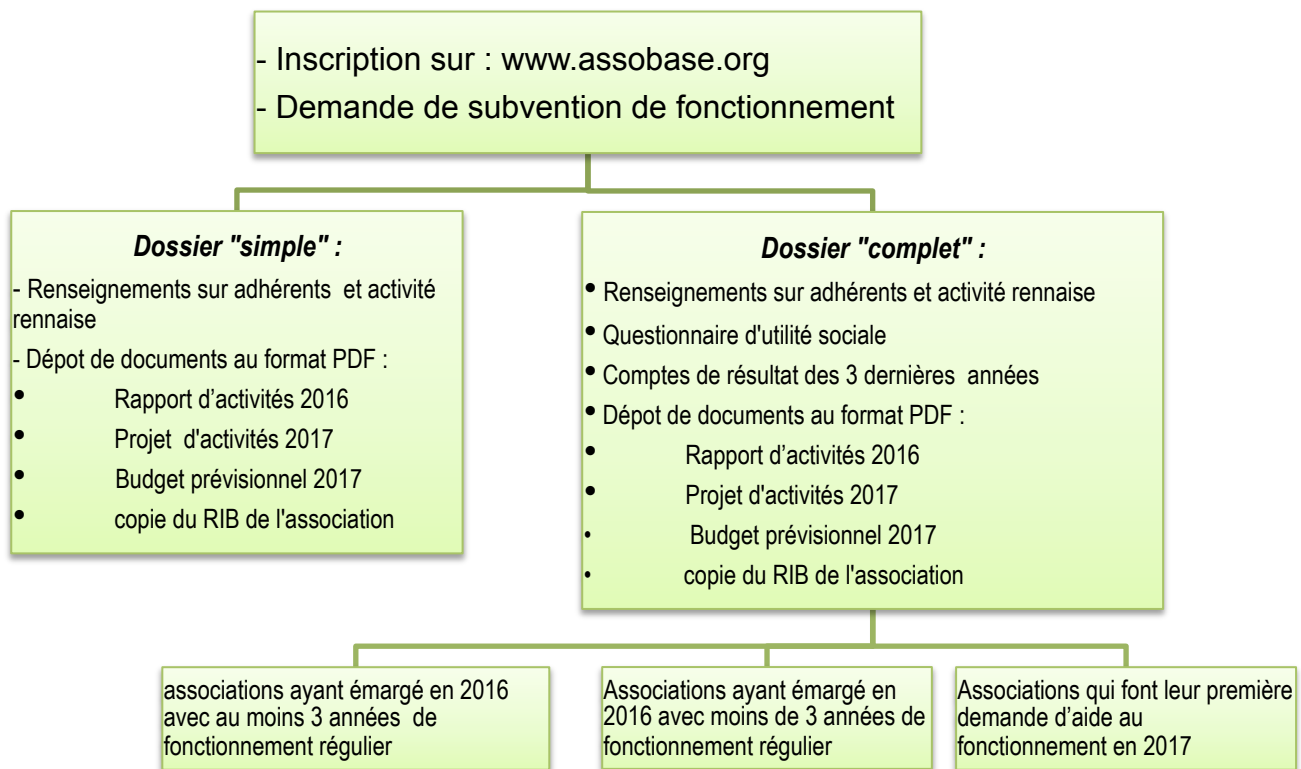 - Inscription sur : www.assobase.org
- Demande de subvention de fonctionnement
Dossier "simple" :
- Renseignements sur adhérents et activité
rennaise
- Dépot de documents au format PDF :
• Rapport d’activités 2016
• Projet d'activités 2017
• Budget prévisionnel 2017
• copie du RIB de l'association
Dossier "complet" :
• Renseignements sur adhérents et activité rennaise
• Questionnaire d'utilité sociale
• Comptes de résultat des 3 dernières années
• Dépot de documents au format PDF :
• Rapport d’activités 2016
• Projet d'activités 2017
• Budget prévisionnel 2017
• copie du RIB de l'association
associations ayant émargé en 2016
avec au moins 3 années de
fonctionnement régulier
Associations ayant émargé en
2016 avec moins de 3 années de
fonctionnement régulier
Associations qui font leur première
demande d’aide au
fonctionnement en 2017